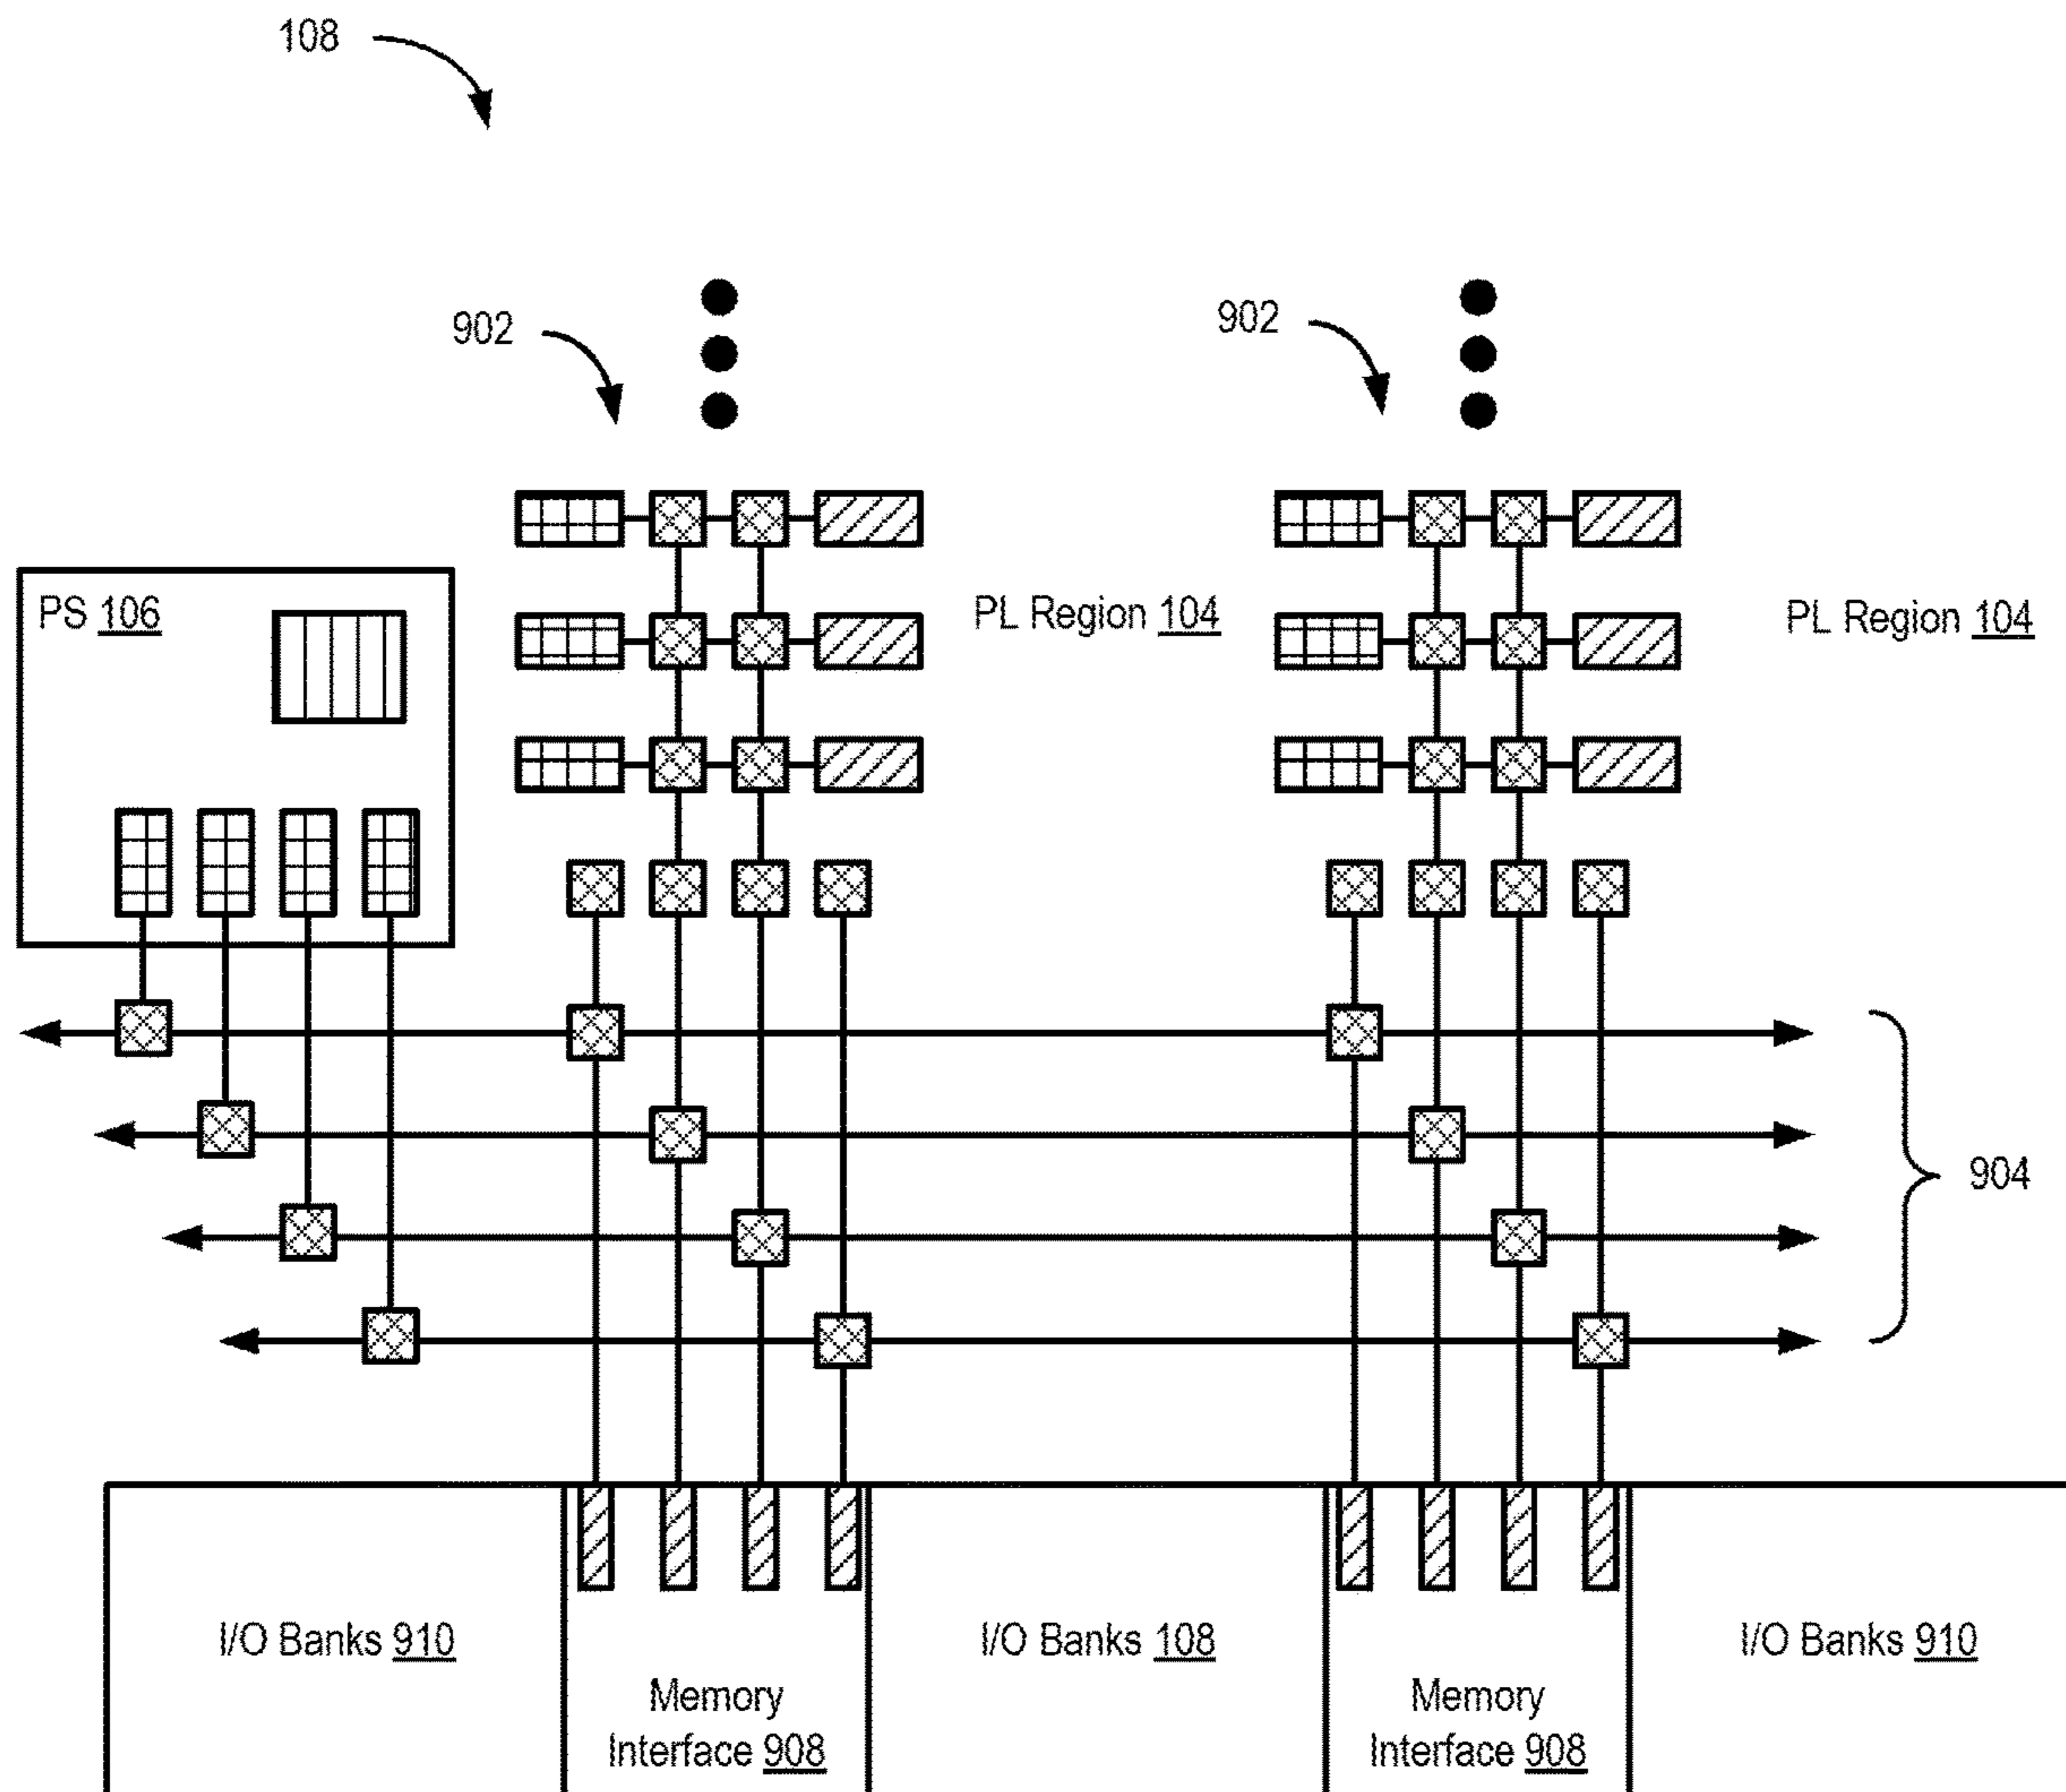 108
902
902
PS 106
PL Region 104
PL Region 104
904
I/O Banks 910
I/O Banks 108
I/O Banks 910
Memory
Interface 908
Memory
Interface 908